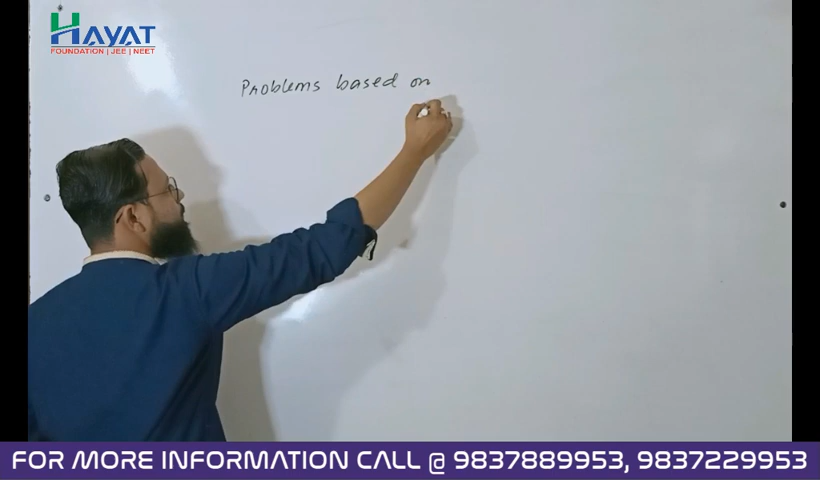 HAYAT
FOUNDATION | JEE | NEET
Problems based on
FOR MORE INFORMATION CALL @ 9837889953, 9837229953